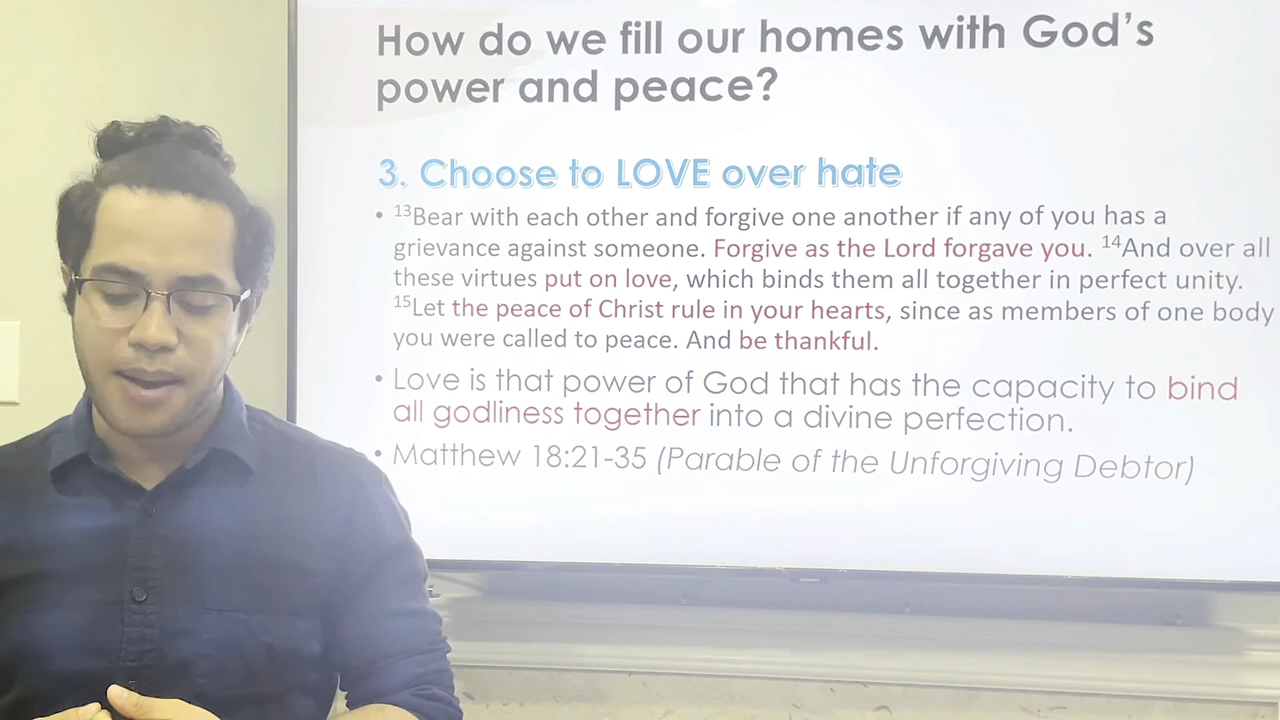 How do we fill our homes with God's
power and peace?
3. Choose to LOVE over hate
• ¹³Bear with each other and forgive one another if any of you has a
grievance against someone. Forgive as the Lord forgave you. ¹⁴And over all
these virtues put on love, which binds them all together in perfect unity.
¹⁵Let the peace of Christ rule in your hearts, since as members of one body
you were called to peace. And be thankful.
• Love is that power of God that has the capacity to bind
all godliness together into a divine perfection.
• Matthew 18:21-35 (Parable of the Unforgiving Debtor)
SAMSUNG